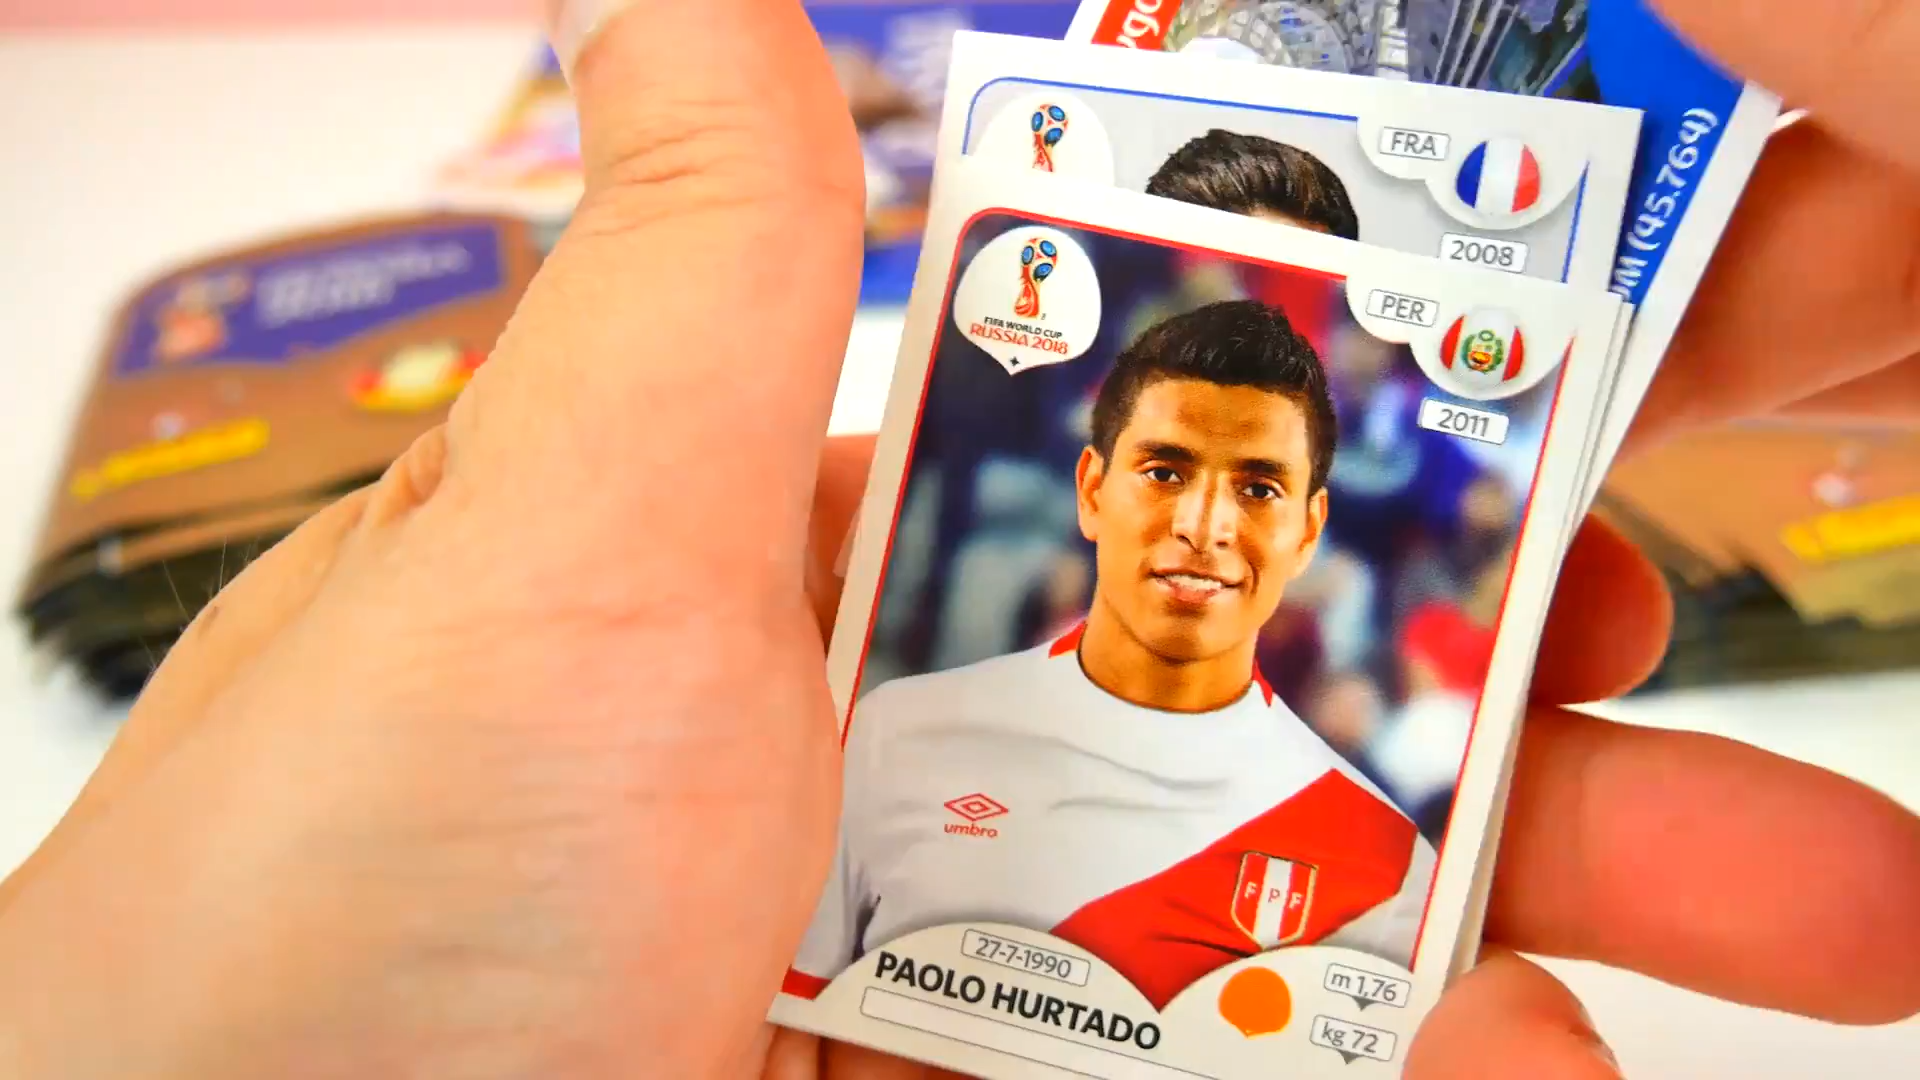 FRA
2008
(45.764)
FIFA WORLD CUP
RUSSIA 2018
PER
2011
umbro
F P F
27-7-1990
PAOLO HURTADO
m 1,76
kg 72